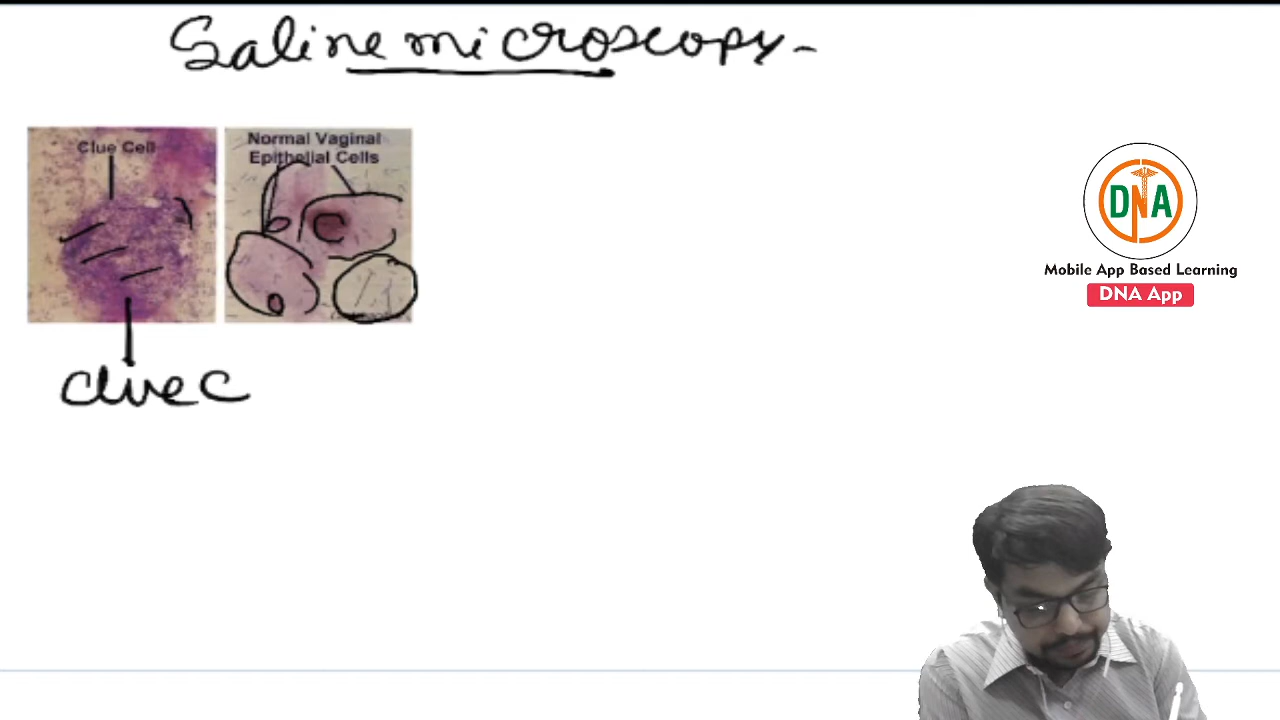 Saline microscopy -
Clue Cell
Normal Vaginal
Epithelial Cells
clue C
DNA
Mobile App Based Learning
DNA App